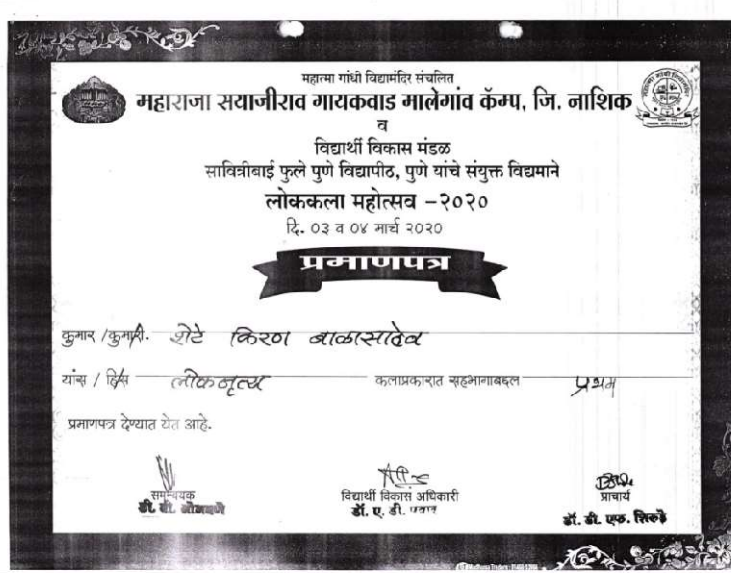 महात्मा गांधी विद्यामंदिर संचलित
महाराजा सयाजीराव गायकवाड मालेगांव कॅम्प, जि. नाशिक
व
विद्यार्थी विकास मंडळ
सावित्रीबाई फुले पुणे विद्यापीठ, पुणे यांचे संयुक्त विद्यमाने
लोककला महोत्सव –२०२०
दि. ०३ व ०४ मार्च २०२०
प्रमाणपत्र
कुमार /कुमारी. शेटे किरण बाळासाहेब
यांस / हिस लोकनृत्य कलाप्रकारात सहभागाबद्दल प्रथम
प्रमाणपत्र देण्यात येत आहे.
समन्वयक विद्यार्थी विकास अधिकारी प्राचार्य
डॉ. ए. डी. पवार डॉ. डी. एफ. शिरुडे